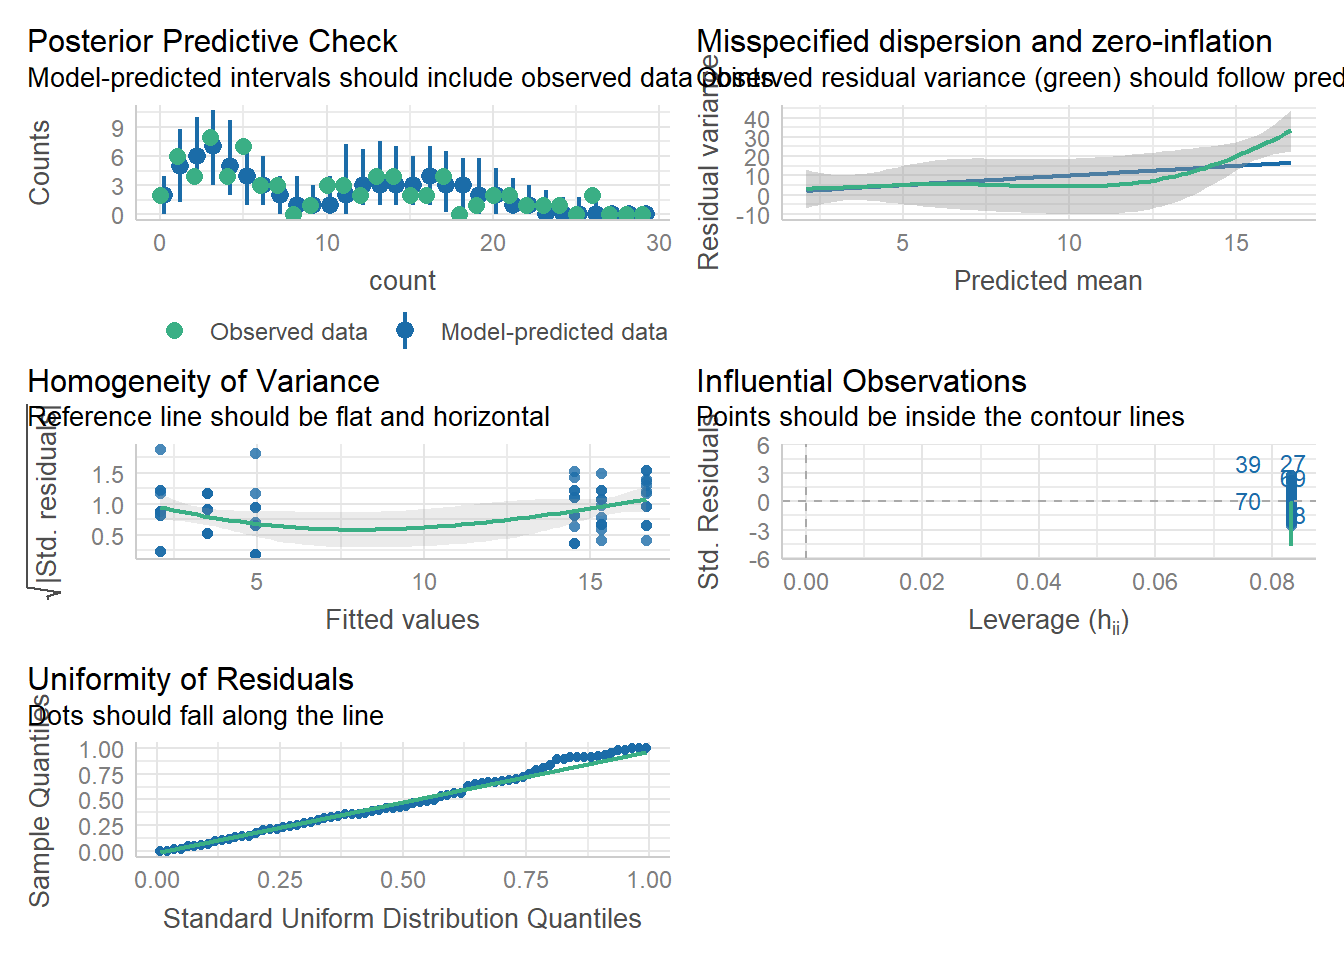 Posterior Predictive Check
Model-predicted intervals should include observed data points
Counts
9
6
3
0
0
10
20
30
count
Observed data
Model-predicted data
Misspecified dispersion and zero-inflation
Observed residual variance (green) should follow pred
Residual variance
40
30
20
10
0
-10
5
10
15
Predicted mean
Homogeneity of Variance
Reference line should be flat and horizontal
√|Std. residuals|
1.5
1.0
0.5
5
10
15
Fitted values
Influential Observations
Points should be inside the contour lines
Std. Residuals
6
3
0
-3
-6
39
27
69
70
0.00
0.02
0.04
0.06
0.08
Leverage (hii)
Uniformity of Residuals
Dots should fall along the line
Sample Quantiles
1.00
0.75
0.50
0.25
0.00
0.00
0.25
0.50
0.75
1.00
Standard Uniform Distribution Quantiles